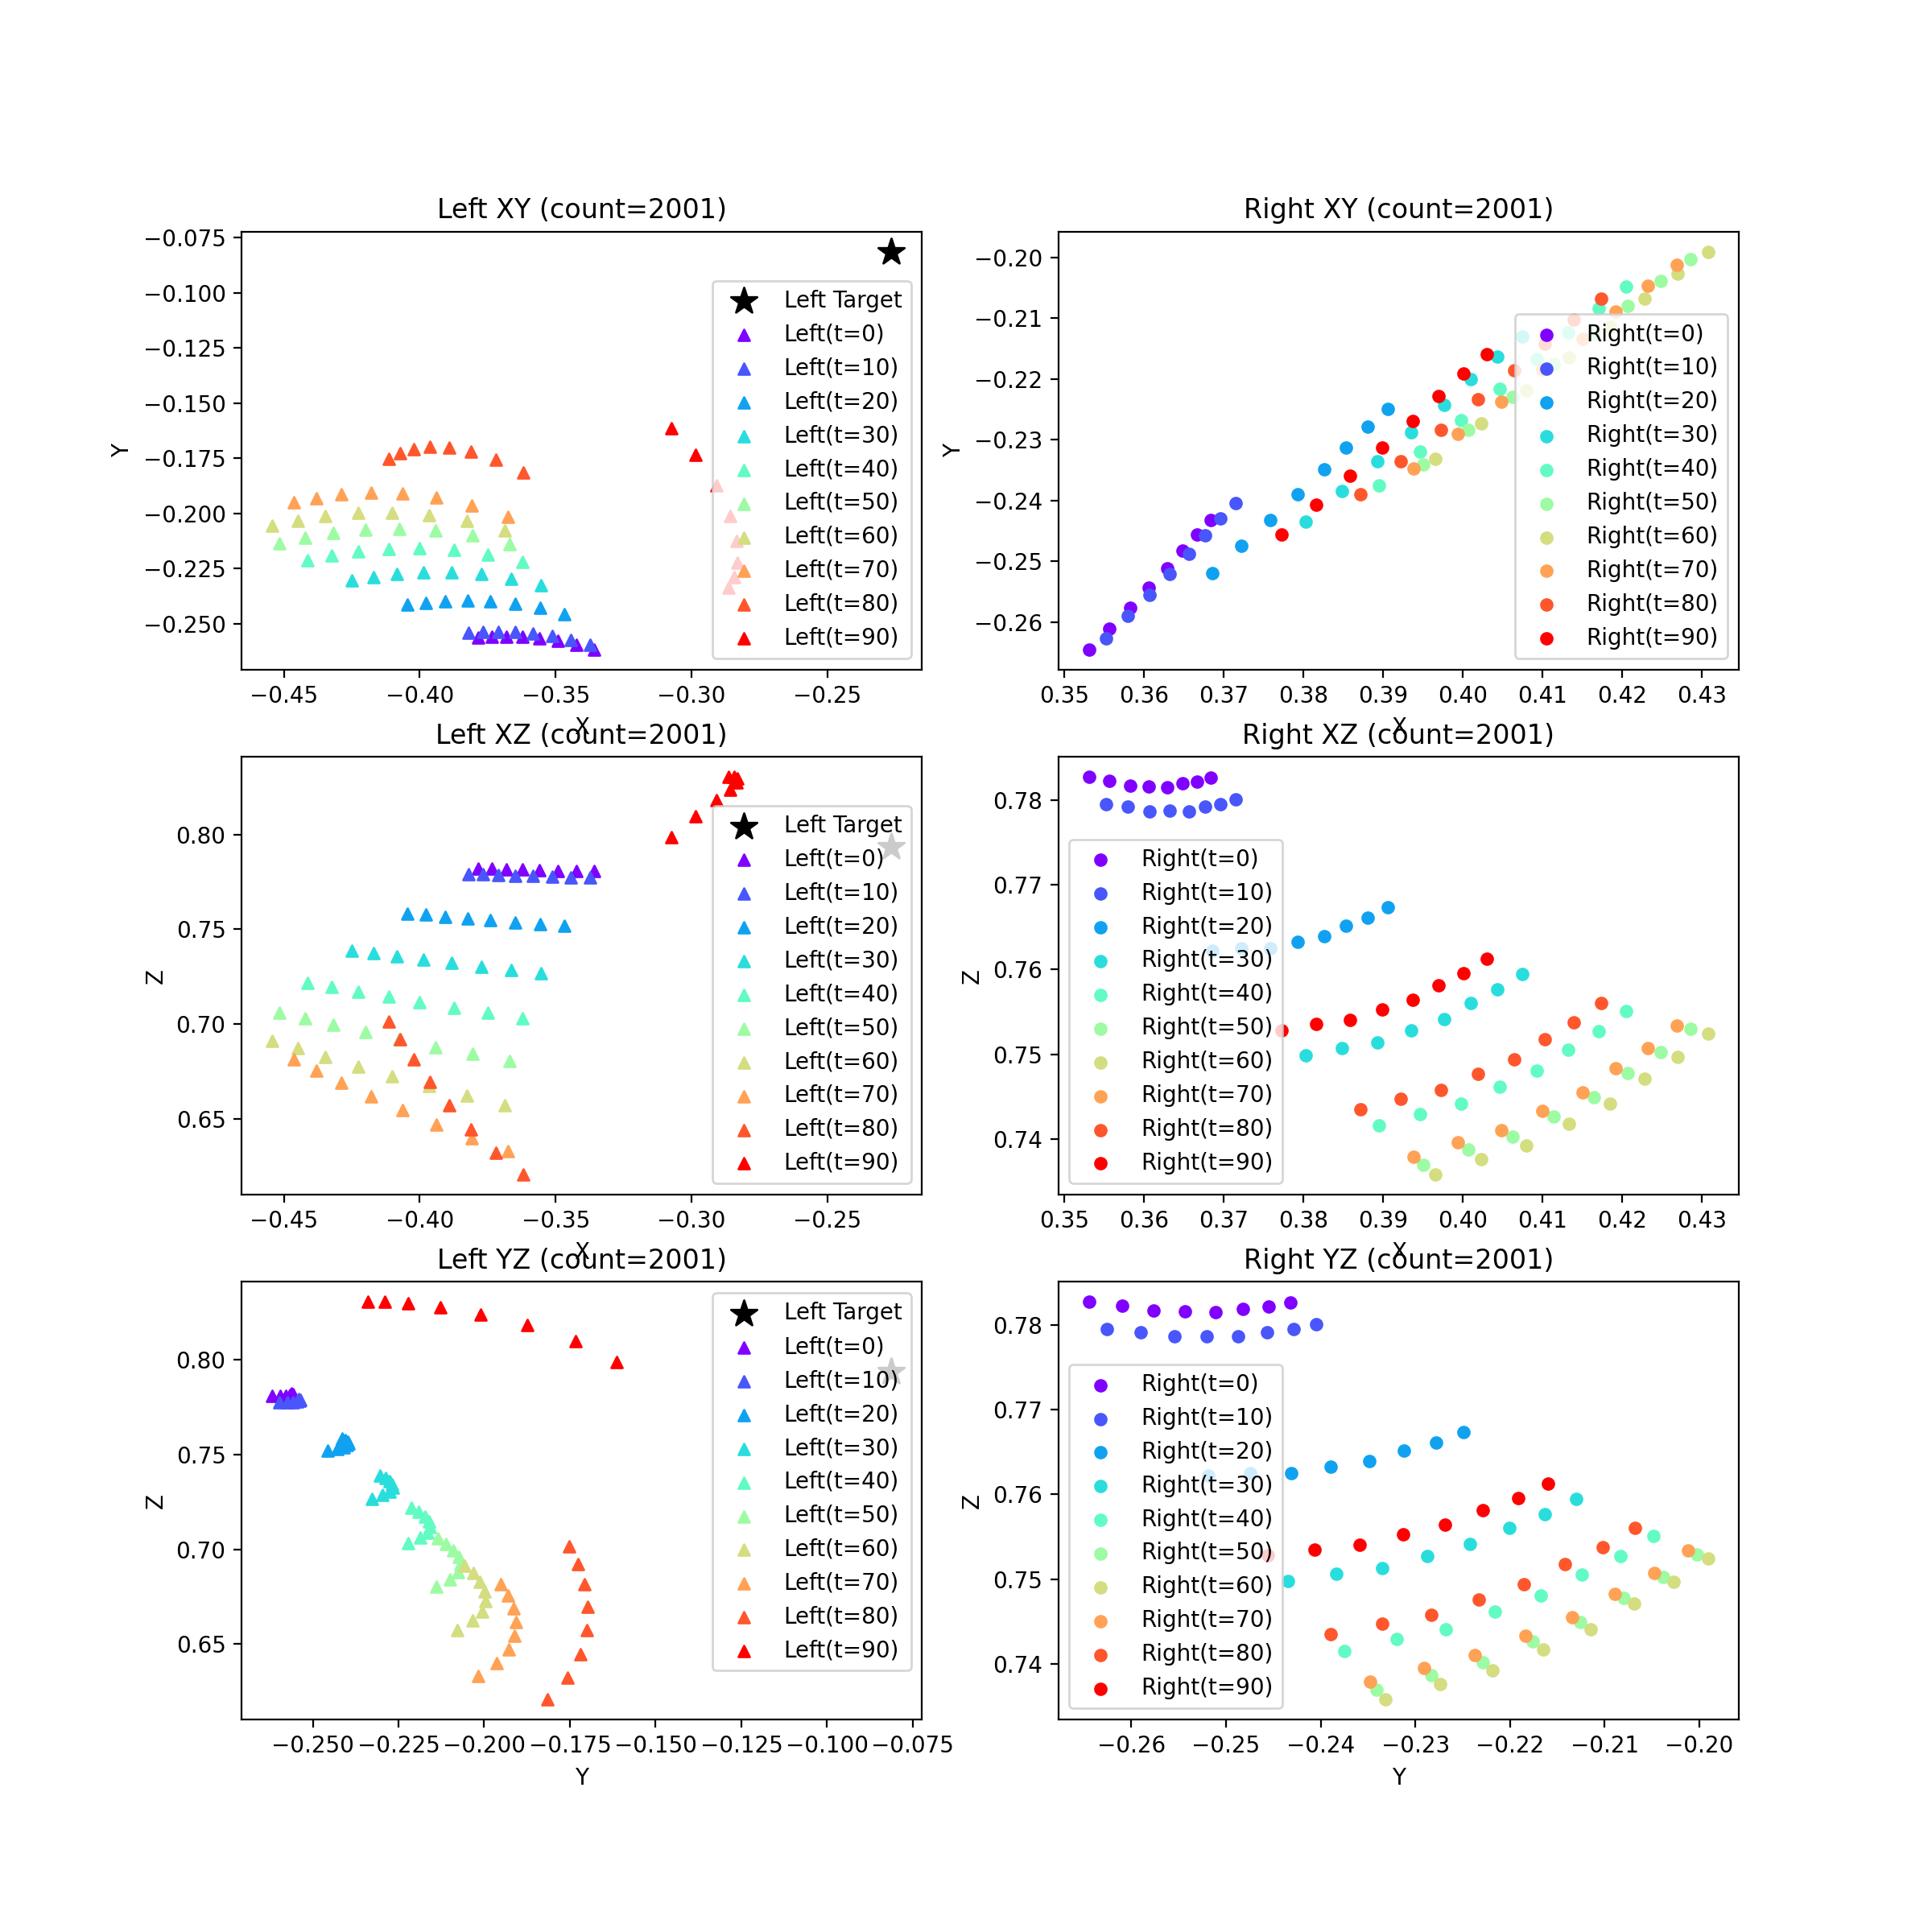 Left XY (count=2001)
−0.075
−0.100
−0.125
−0.150
−0.175
−0.200
−0.225
−0.250
Y
−0.45
−0.40
−0.35
−0.30
−0.25
X
Left Target
Left(t=0)
Left(t=10)
Left(t=20)
Left(t=30)
Left(t=40)
Left(t=50)
Left(t=60)
Left(t=70)
Left(t=80)
Left(t=90)
Right XY (count=2001)
−0.20
−0.21
−0.22
−0.23
−0.24
−0.25
−0.26
Y
0.35
0.36
0.37
0.38
0.39
0.40
0.41
0.42
0.43
X
Right(t=0)
Right(t=10)
Right(t=20)
Right(t=30)
Right(t=40)
Right(t=50)
Right(t=60)
Right(t=70)
Right(t=80)
Right(t=90)
Left XZ (count=2001)
0.80
0.75
0.70
0.65
Z
−0.45
−0.40
−0.35
−0.30
−0.25
X
Left Target
Left(t=0)
Left(t=10)
Left(t=20)
Left(t=30)
Left(t=40)
Left(t=50)
Left(t=60)
Left(t=70)
Left(t=80)
Left(t=90)
Right XZ (count=2001)
0.78
0.77
0.76
0.75
0.74
Z
0.35
0.36
0.37
0.38
0.39
0.40
0.41
0.42
0.43
X
Right(t=0)
Right(t=10)
Right(t=20)
Right(t=30)
Right(t=40)
Right(t=50)
Right(t=60)
Right(t=70)
Right(t=80)
Right(t=90)
Left YZ (count=2001)
0.80
0.75
0.70
0.65
Z
−0.250
−0.225
−0.200
−0.175
−0.150
−0.125
−0.100
−0.075
Y
Left Target
Left(t=0)
Left(t=10)
Left(t=20)
Left(t=30)
Left(t=40)
Left(t=50)
Left(t=60)
Left(t=70)
Left(t=80)
Left(t=90)
Right YZ (count=2001)
0.78
0.77
0.76
0.75
0.74
Z
−0.26
−0.25
−0.24
−0.23
−0.22
−0.21
−0.20
Y
Right(t=0)
Right(t=10)
Right(t=20)
Right(t=30)
Right(t=40)
Right(t=50)
Right(t=60)
Right(t=70)
Right(t=80)
Right(t=90)